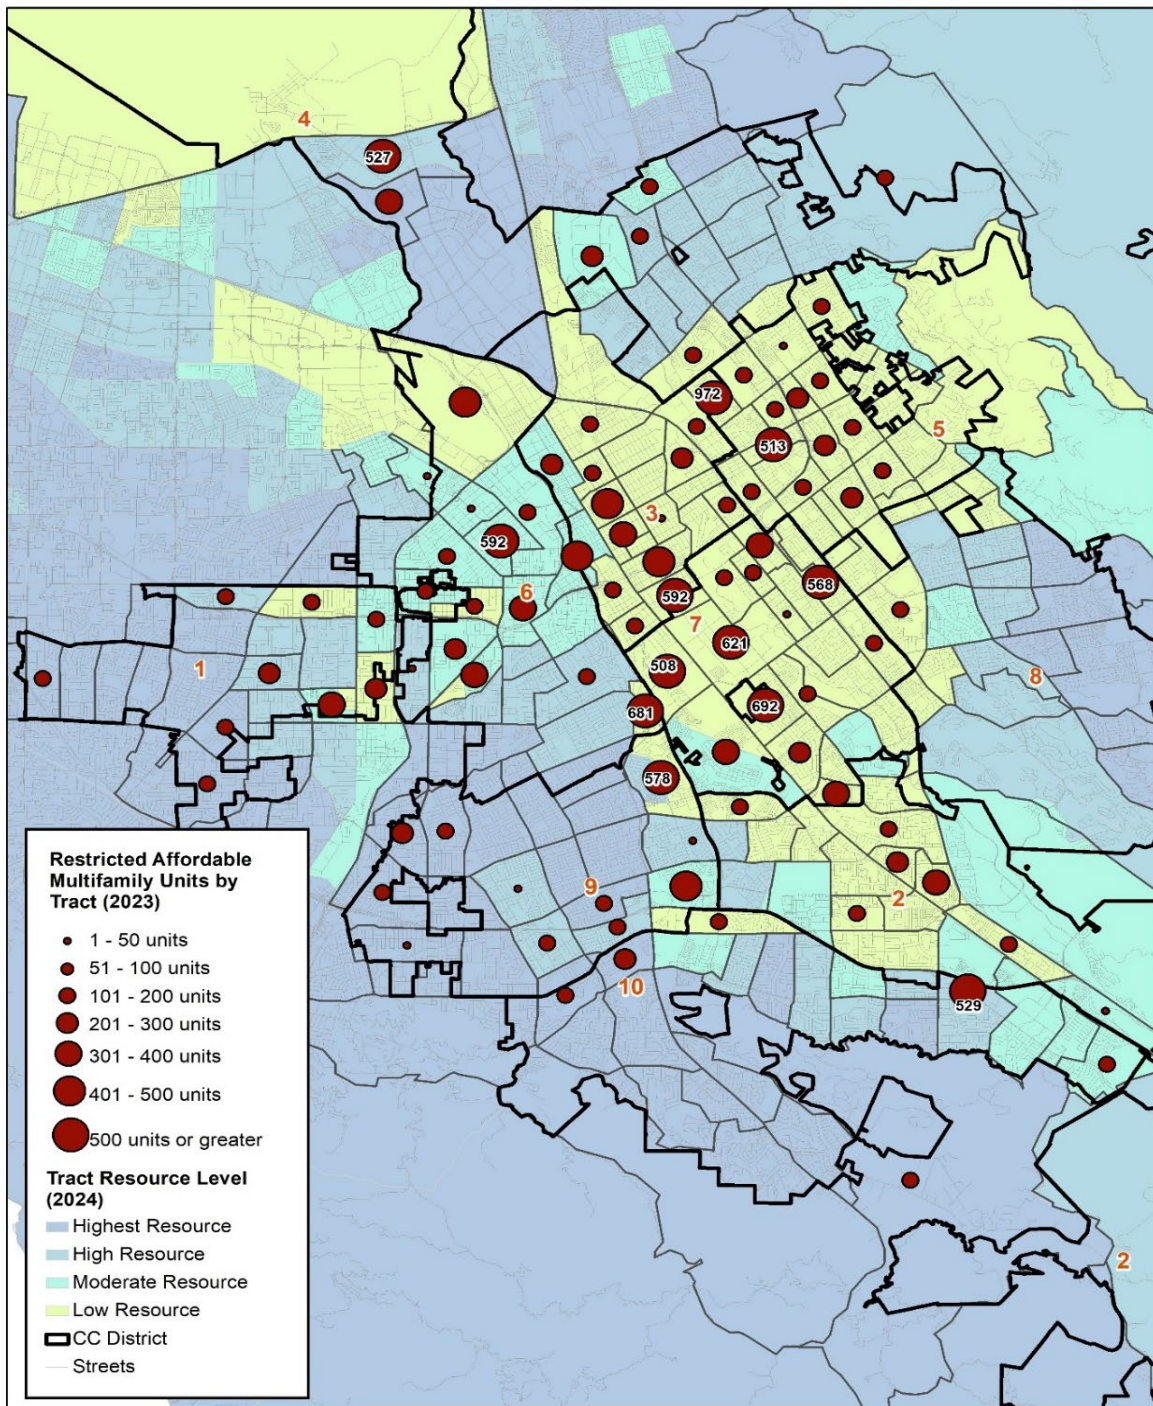 4
527
972
5
513
3
592
6
568
592
7
621
1
508
8
692
681
578
Restricted Affordable
Multifamily Units by
Tract (2023)
1 - 50 units
51 - 100 units
101 - 200 units
201 - 300 units
301 - 400 units
401 - 500 units
500 units or greater
Tract Resource Level
(2024)
Highest Resource
High Resource
Moderate Resource
Low Resource
CC District
Streets
9
2
10
529
2